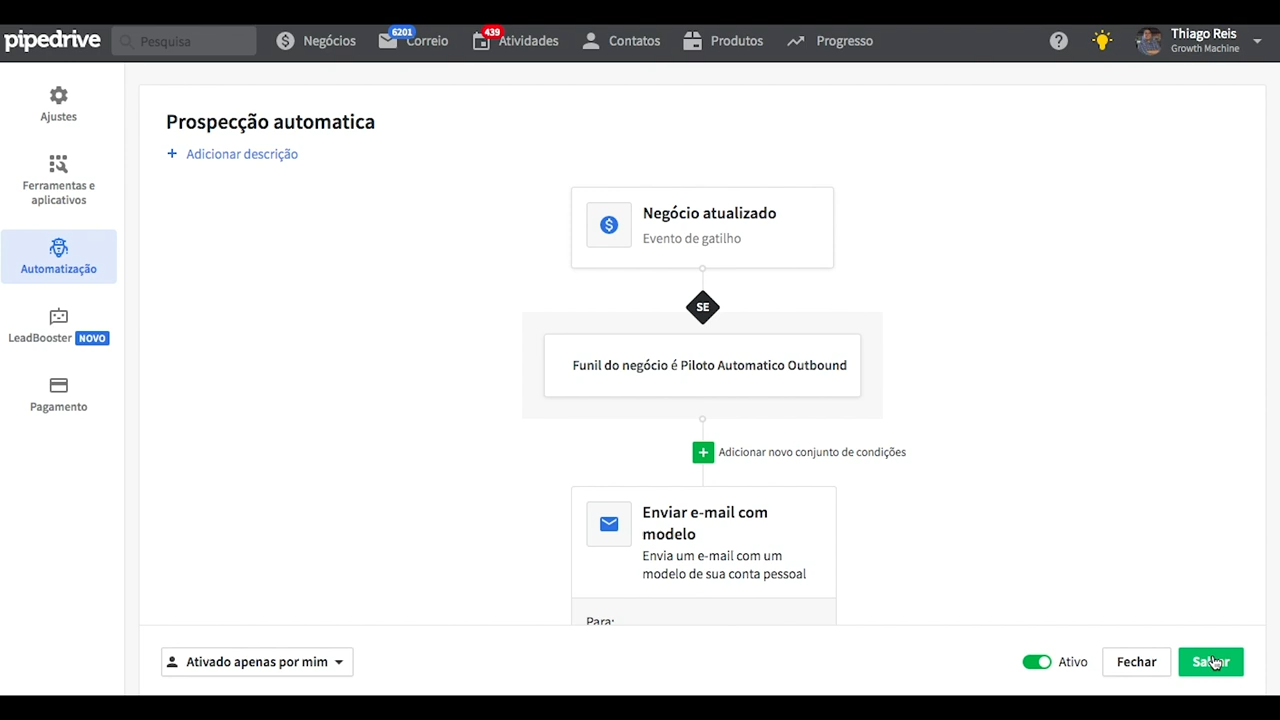 pipedrive
Pesquisa
Negócios
6201
Correio
439
Atividades
Contatos
Produtos
Progresso
Thiago Reis
Growth Machine
Ajustes
Ferramentas e
aplicativos
Automatização
LeadBooster NOVO
Pagamento
Prospecção automatica
+ Adicionar descrição
Negócio atualizado
Evento de gatilho
SE
Funil do negócio é Piloto Automatico Outbound
+ Adicionar novo conjunto de condições
Enviar e-mail com
modelo
Envia um e-mail com um
modelo de sua conta pessoal
Para:
Ativado apenas por mim
Ativo
Fechar